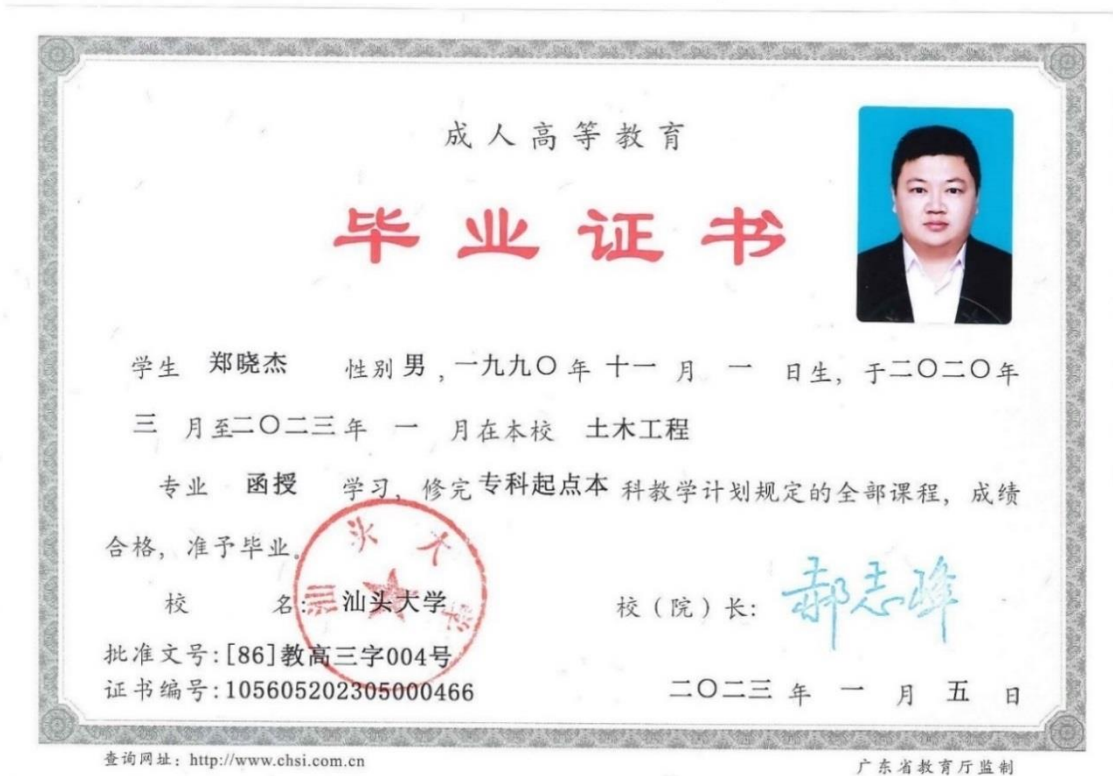 成人高等教育
毕业证书
学生 郑晓杰 性别 男 , 一九九〇 年 十一 月 一 日生, 于二〇二〇年
三 月至二〇二三 年 一 月在本校 土木工程
专业 函授 学习, 修完 专科起点本 科教学计划规定的全部课程, 成绩
合格, 准予毕业。
校 名: 汕头大学
汕头大学
校（院）长: 郝志峰
批准文号:[86]教高三字004号
证书编号:105605202305000466
二〇二三 年 一 月 五 日
查询网址: http://www.chsi.com.cn
广东省教育厅监制